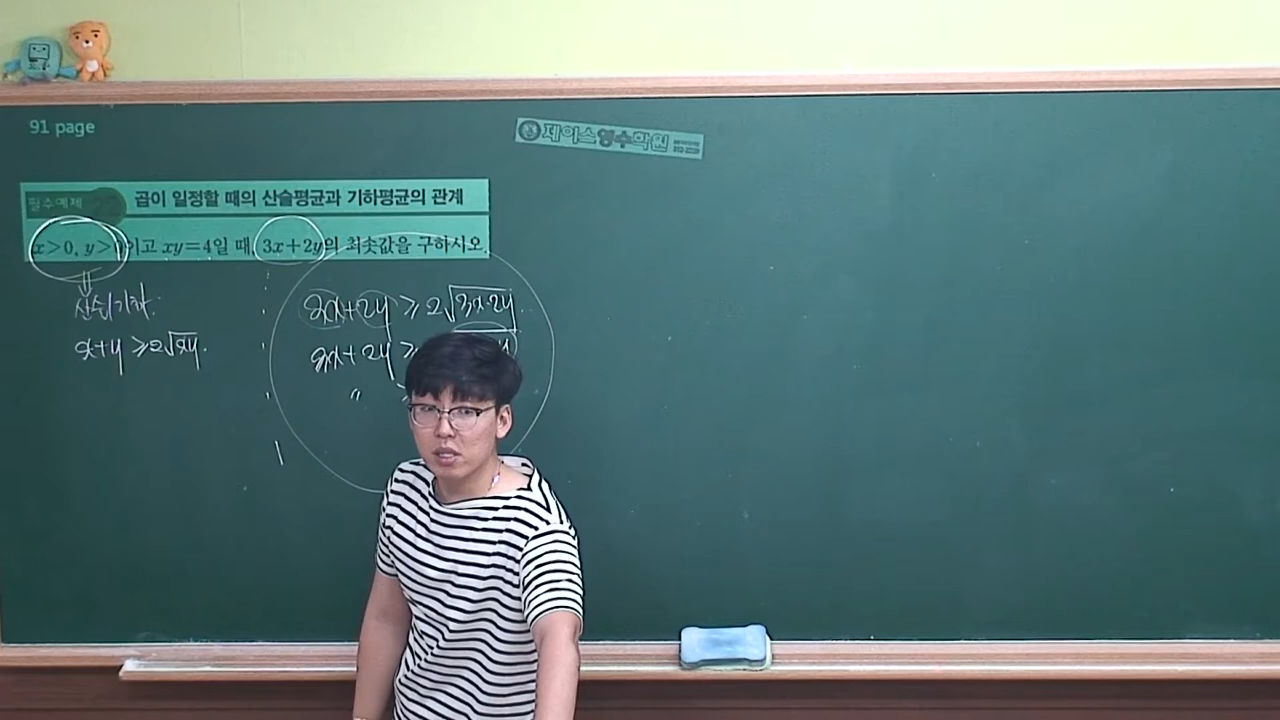 91 page
제이스영수학원
필수예제 곱이 일정할 때의 산술평균과 기하평균의 관계
x>0, y>0이고 xy=4일 때, 3x+2y의 최솟값을 구하시오.
산술/기하.
x+y ≥ 2√xy.
3x+2y ≥ 2√3x·2y
3x+2y ≥
"